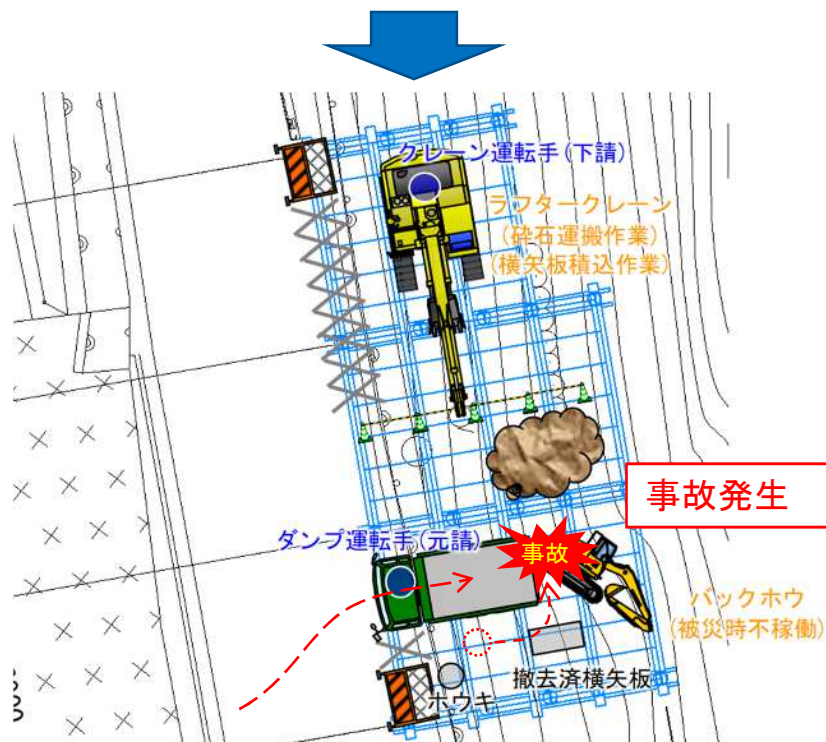 クレーン運転手(下請)
ラフタークレーン
(砕石運搬作業)
(横矢板積込作業)
事故発生
ダンプ運転手(元請)
事故
バックホウ
(被災時不稼働)
撤去済横矢板
ホウキ